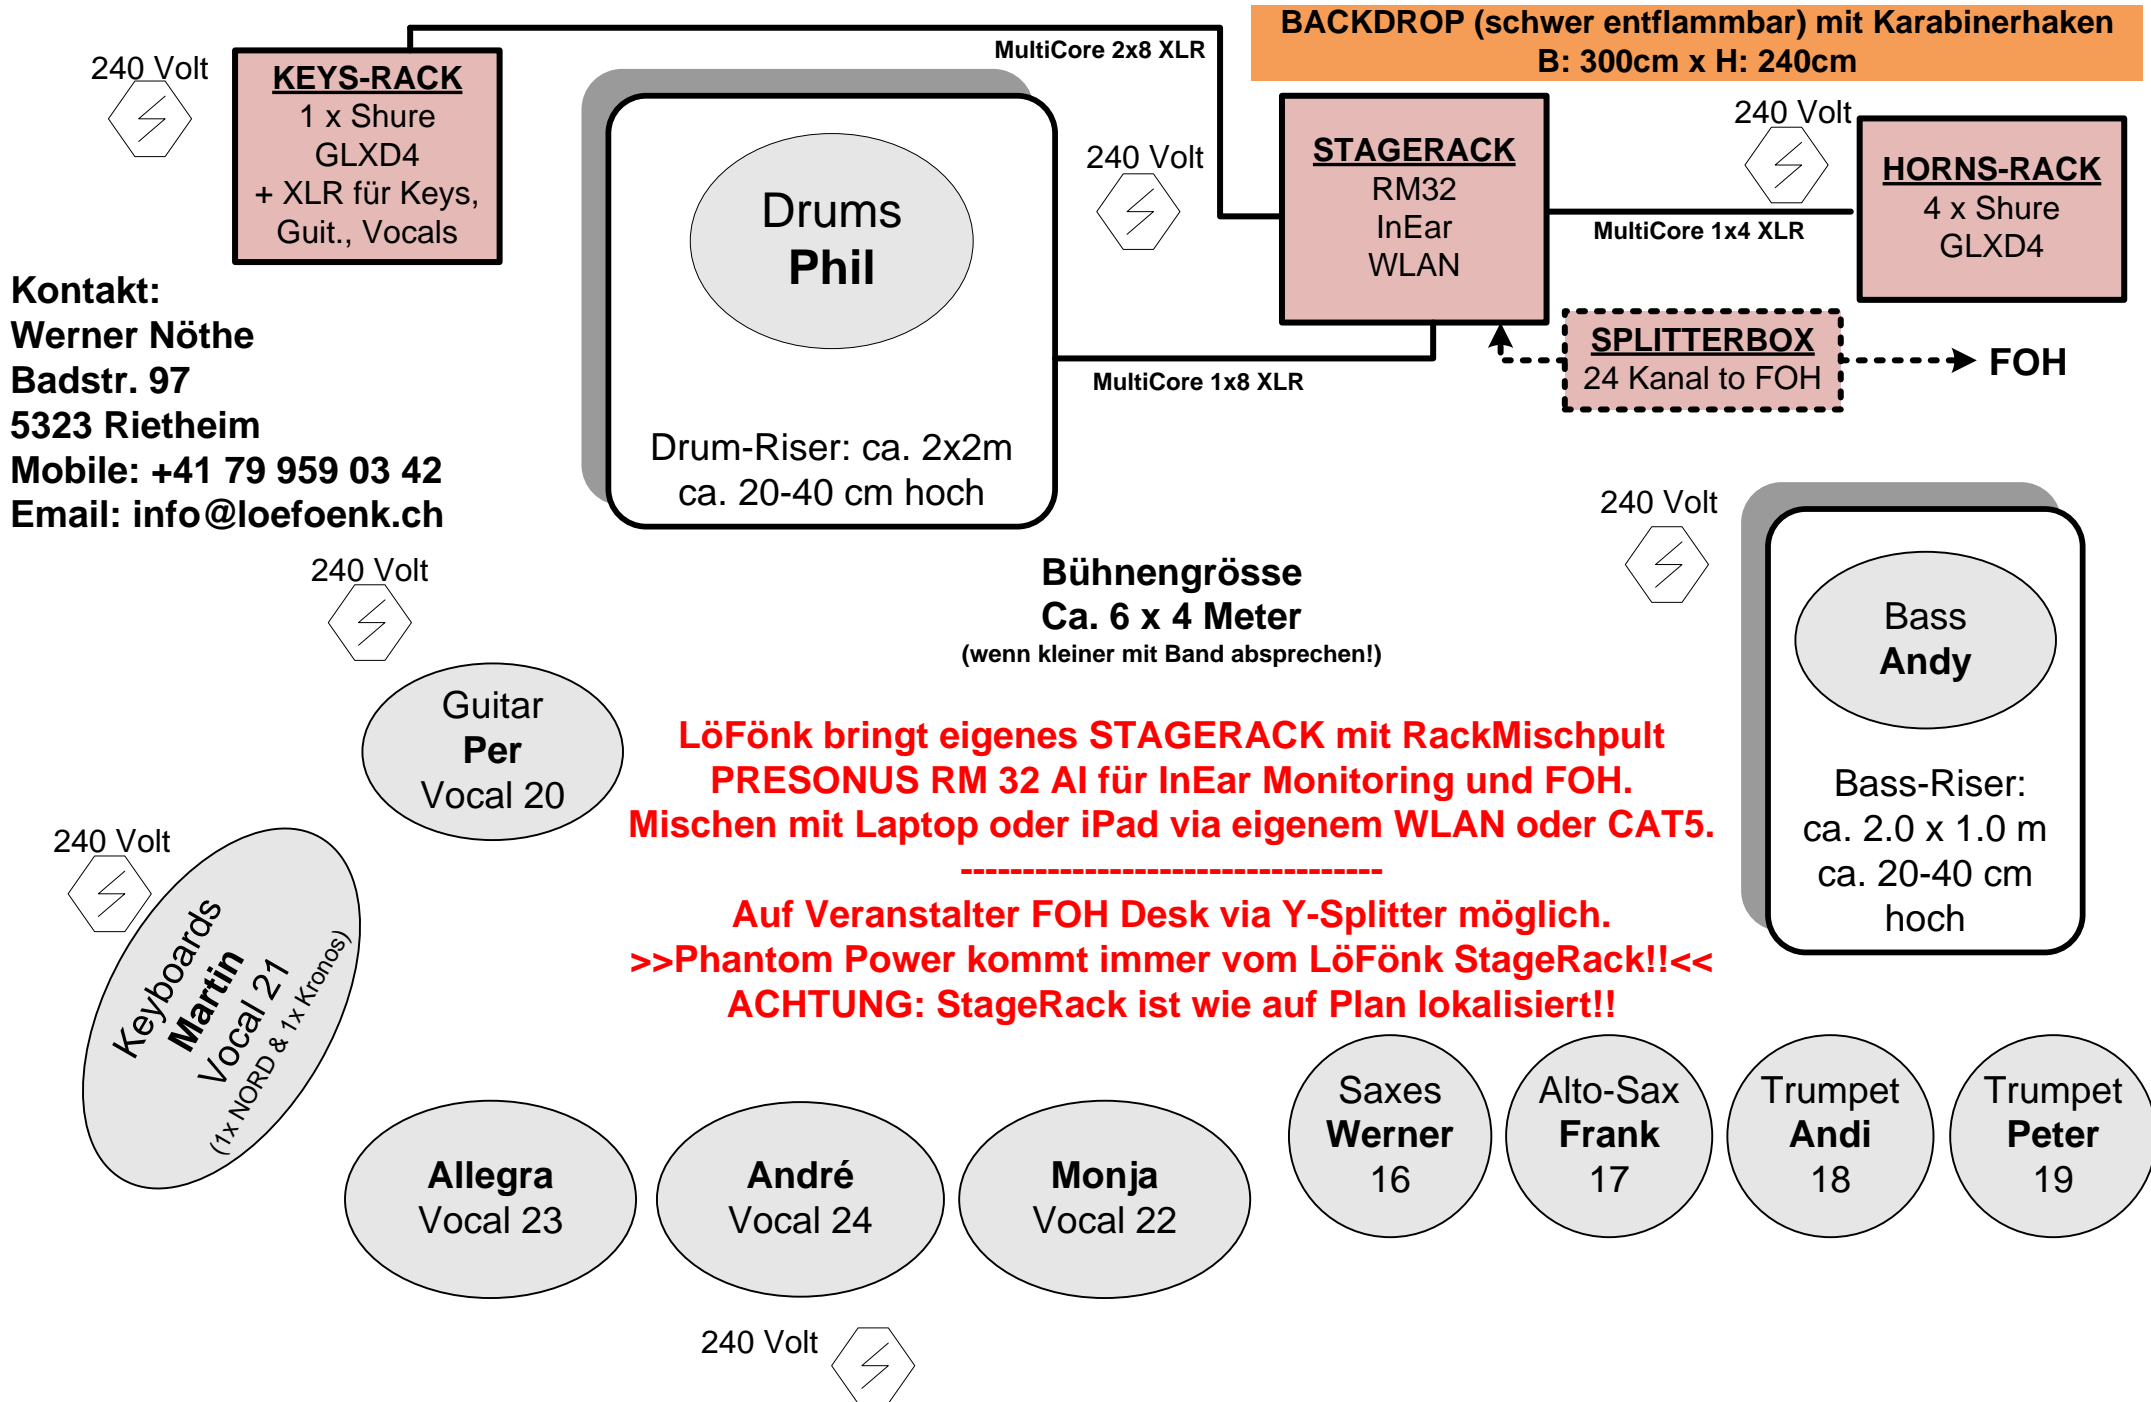 BACKDROP (schwer entflammbar) mit Karabinerhaken
B: 300cm x H: 240cm
240 Volt
KEYS-RACK
1 x Shure
GLXD4
+ XLR für Keys,
Guit., Vocals
MultiCore 2x8 XLR
Drums
Phil
Drum-Riser: ca. 2x2m
ca. 20-40 cm hoch
240 Volt
STAGERACK
RM32
InEar
WLAN
MultiCore 1x4 XLR
240 Volt
HORNS-RACK
4 x Shure
GLXD4
MultiCore 1x8 XLR
SPLITTERBOX
24 Kanal to FOH
FOH
Kontakt:
Werner Nöthe
Badstr. 97
5323 Rietheim
Mobile: +41 79 959 03 42
Email: info@loefoenk.ch
240 Volt
Bass
Andy
Bass-Riser:
ca. 2.0 x 1.0 m
ca. 20-40 cm
hoch
240 Volt
Bühnengrösse
Ca. 6 x 4 Meter
(wenn kleiner mit Band absprechen!)
Guitar
Per
Vocal 20
LöFönk bringt eigenes STAGERACK mit RackMischpult
PRESONUS RM 32 AI für InEar Monitoring und FOH.
Mischen mit Laptop oder iPad via eigenem WLAN oder CAT5.
----------------------------------
Auf Veranstalter FOH Desk via Y-Splitter möglich.
>>Phantom Power kommt immer vom LöFönk StageRack!!<<
ACHTUNG: StageRack ist wie auf Plan lokalisiert!!
240 Volt
Keyboards
Martin
Vocal 21
(1x NORD & 1x Kronos)
Allegra
Vocal 23
André
Vocal 24
Monja
Vocal 22
Saxes
Werner
16
Alto-Sax
Frank
17
Trumpet
Andi
18
Trumpet
Peter
19
240 Volt